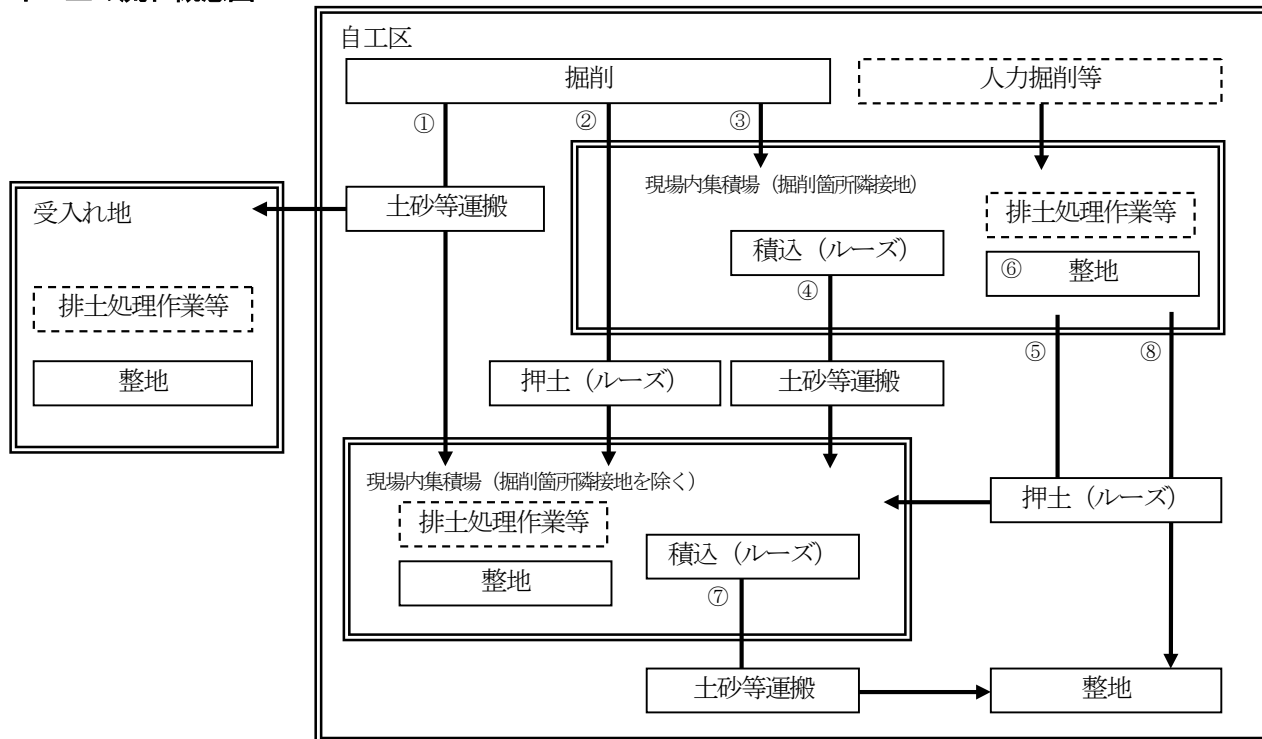 自工区
掘削
人力掘削等
①
②
③
現場内集積場（掘削箇所隣接地）
受入れ地
土砂等運搬
排土処理作業等
積込（ルーズ）
⑥
整地
④
排土処理作業等
⑤
⑧
整地
押土（ルーズ）
土砂等運搬
現場内集積場（掘削箇所隣接地を除く）
押土（ルーズ）
排土処理作業等
積込（ルーズ）
整地
⑦
土砂等運搬
整地